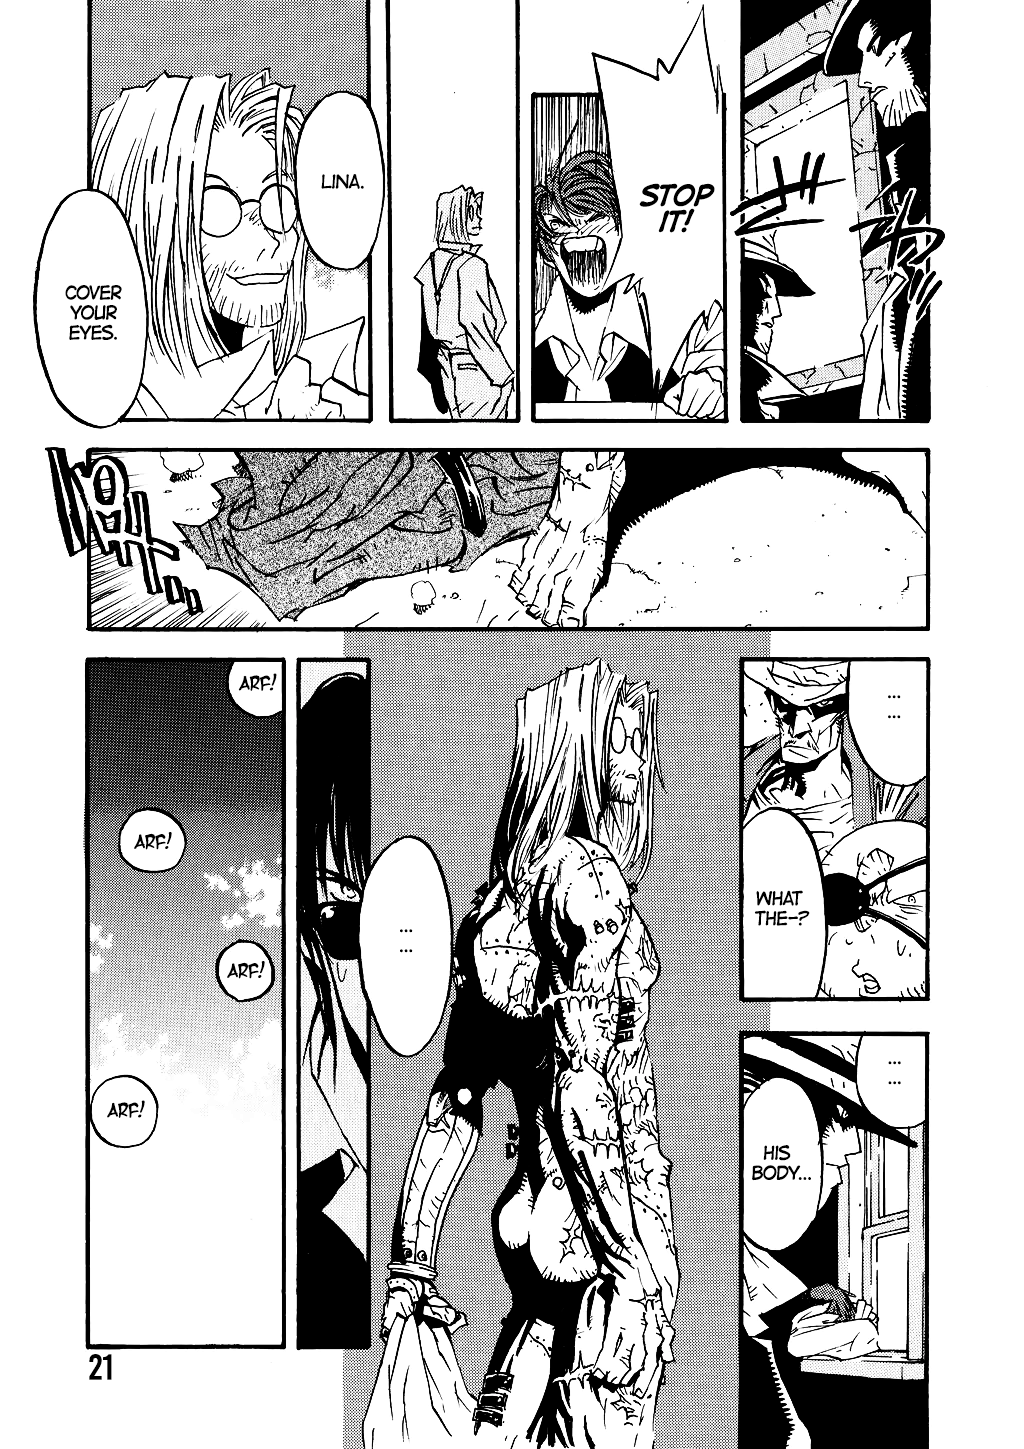 STOP
IT!
LINA.
COVER
YOUR
EYES.
...
...
WHAT
THE-?
...
...
HIS
BODY...
...
...
ARF!
ARF!
ARF!
ARF!
21